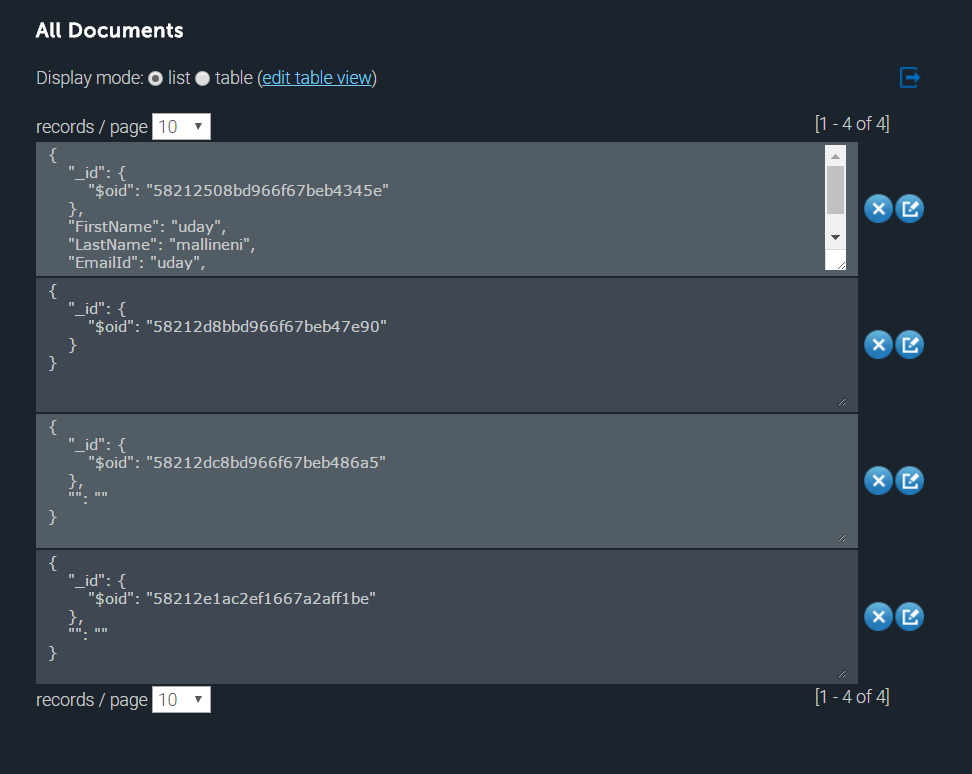 All Documents
Display mode: list table (edit table view)
records / page 10 [1 - 4 of 4]
{
"_id": {
"$oid": "58212508bd966f67beb4345e"
},
"FirstName": "uday",
"LastName": "mallineni",
"EmailId": "uday",
{
"_id": {
"$oid": "58212d8bbd966f67beb47e90"
}
}
{
"_id": {
"$oid": "58212dc8bd966f67beb486a5"
},
"": ""
}
{
"_id": {
"$oid": "58212e1ac2ef1667a2aff1be"
},
"": ""
}
records / page 10 [1 - 4 of 4]